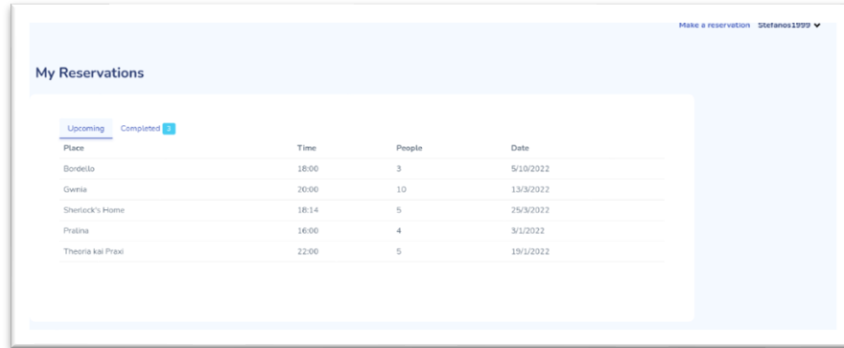 Make a reservation Stefanos1999
My Reservations
Upcoming Completed
Place Time People Date
Bordello 18:00 3 5/10/2022
Gwnia 20:00 10 13/3/2022
Sherlock's Home 18:14 5 25/3/2022
Pralina 16:00 4 3/1/2022
Theoria kai Praxi 22:00 5 19/1/2022